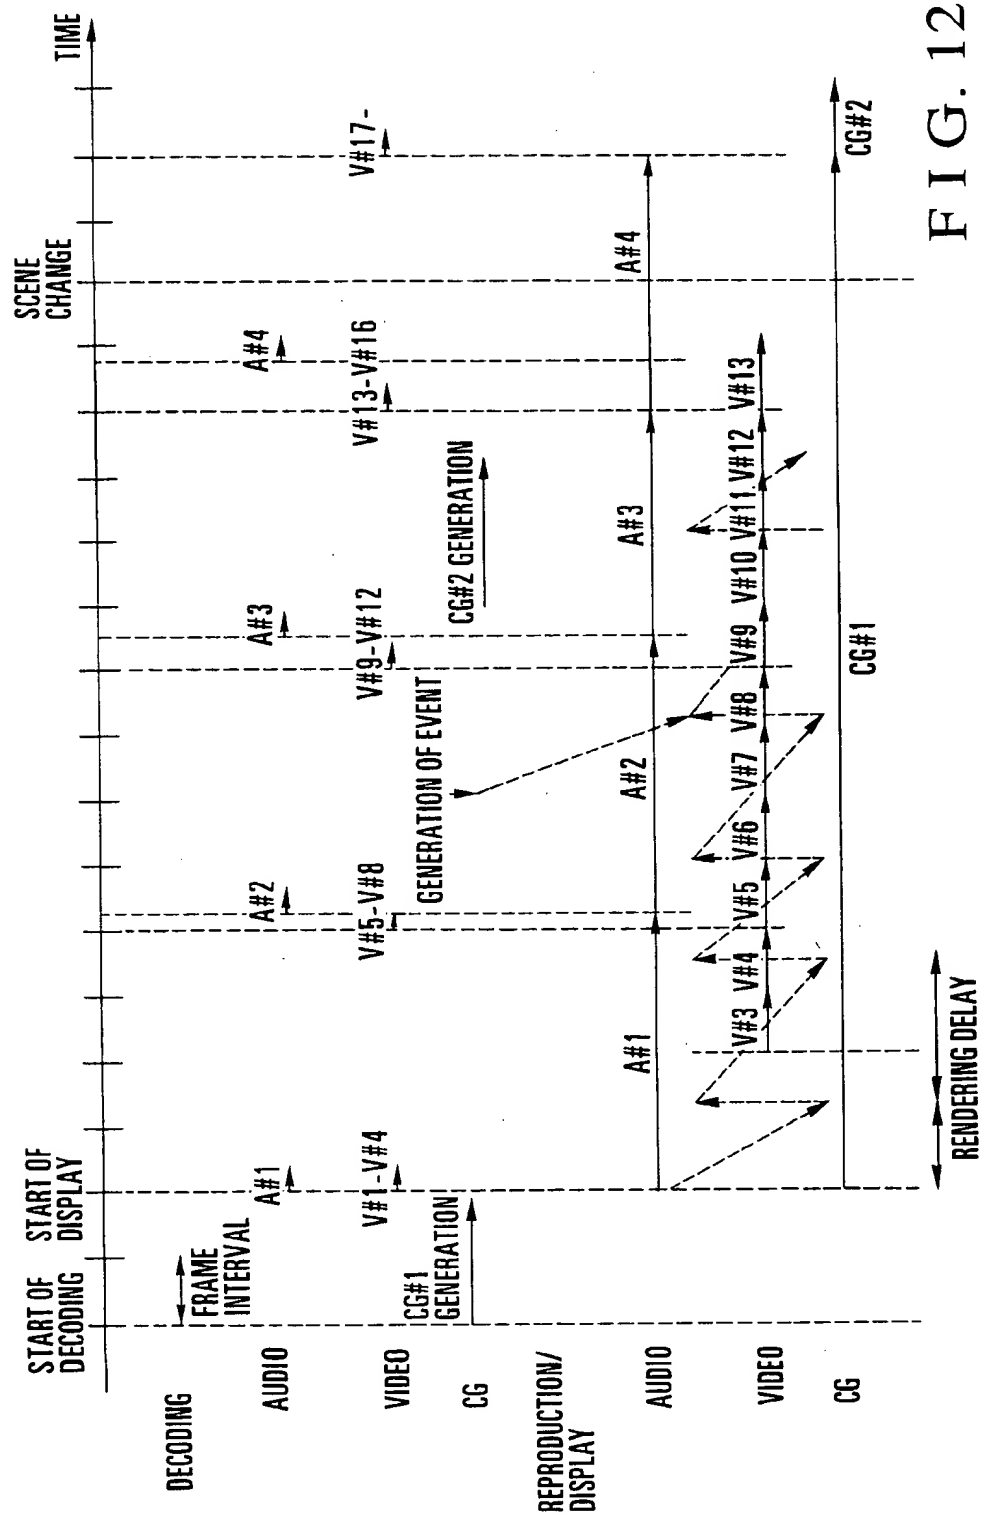 TIME
SCENE
CHANGE
START OF
DISPLAY
START OF
DECODING
FRAME
INTERVAL
DECODING
AUDIO
A#1
A#2
A#3
A#4
VIDEO
V#1-V#4
V#5-V#8
V#9-V#12
V#13-V#16
V#17-
CG
CG#1
GENERATION
GENERATION OF EVENT
CG#2 GENERATION
REPRODUCTION/
DISPLAY
AUDIO
A#1
A#2
A#3
A#4
VIDEO
V#3
V#4
V#5
V#6
V#7
V#8
V#9
V#10
V#11
V#12
V#13
CG
CG#1
CG#2
RENDERING DELAY
FIG. 12